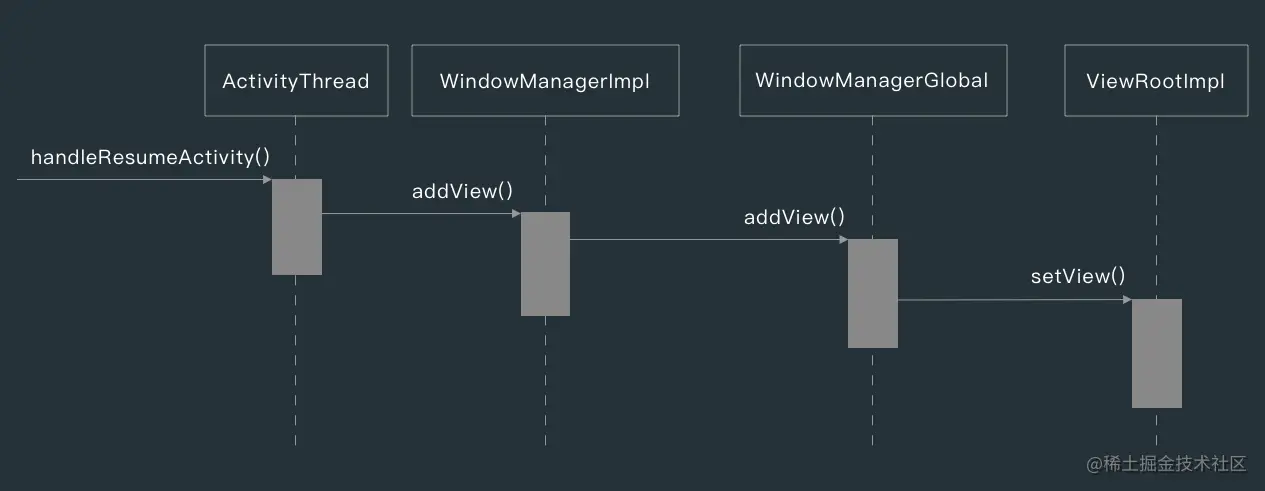 ActivityThread
WindowManagerImpl
WindowManagerGlobal
ViewRootImpl
handleResumeActivity()
addView()
addView()
setView()
@稀土掘金技术社区